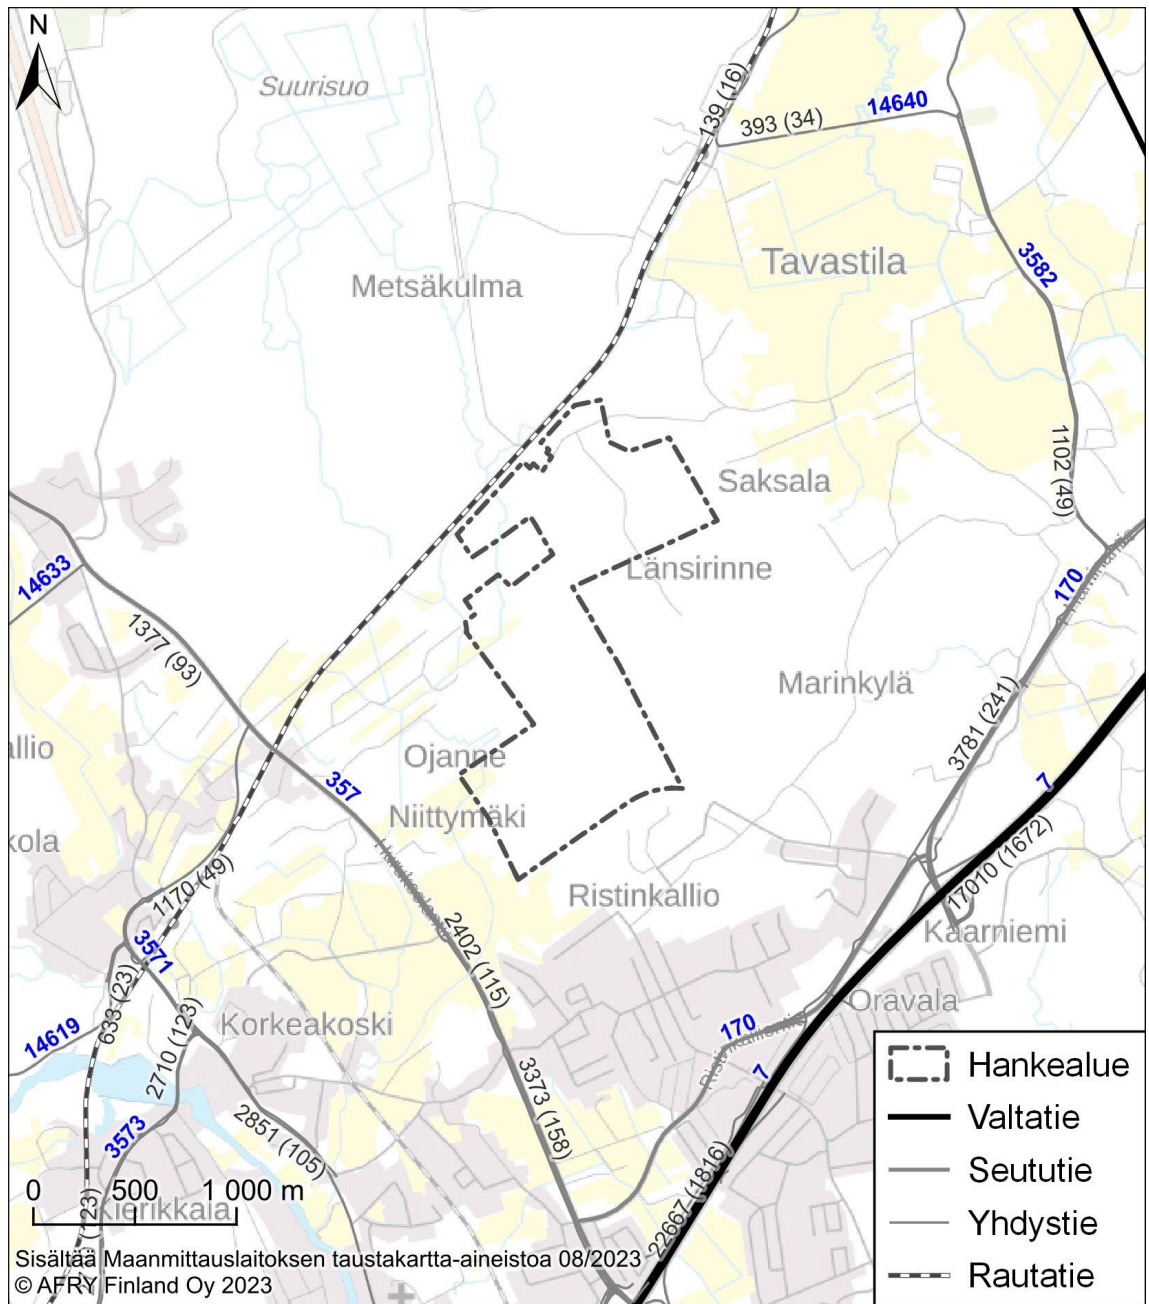 N
Suurisuo
139 (16)
393 (34)
14640
Tavastila
3582
Metsäkulma
1102 (49)
Saksala
Länsirinne
170
14633
1377 (93)
Marinkylä
3781 (241)
allio
Ojanne
357
7
Niittymäki
17010 (1672)
kola
1170 (49)
Ristinkallio
2402 (115)
Kaarniemi
3571
633 (23)
Oravala
14619
2710 (123)
Korkeakoski
170
7
3373 (158)
3573
2851 (105)
22667 (1816)
Kierikkala
(123)
0 500 1 000 m
Sisältää Maanmittauslaitoksen taustakartta-aineistoa 08/2023
© AFRY Finland Oy 2023
Hankealue
Valtatie
Seututie
Yhdystie
Rautatie